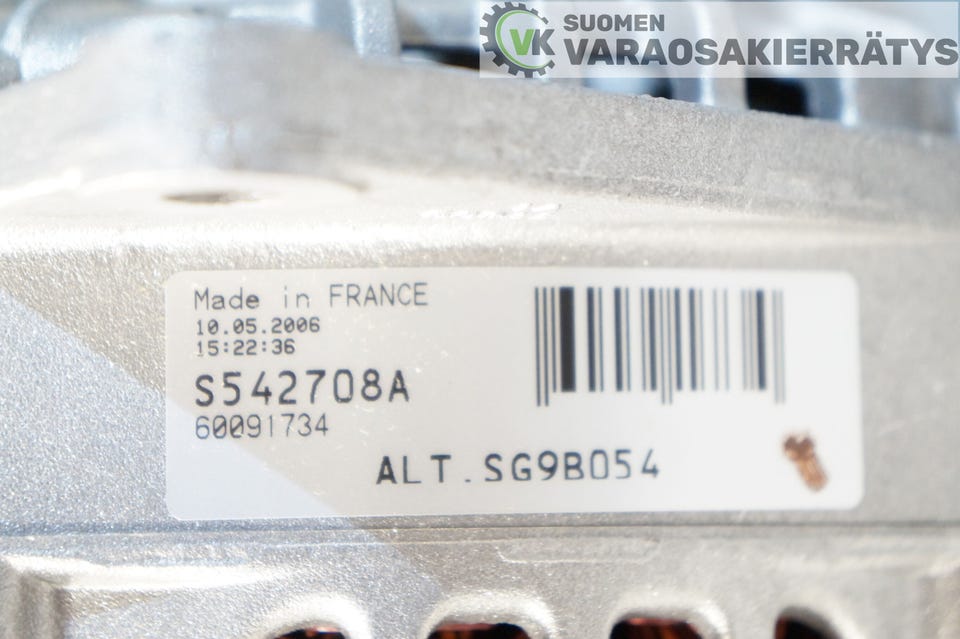 VK
SUOMEN
VARAOSAKIERRÄTYS
Made in FRANCE
10.05.2006
15:22:36
S542708A
60091734
ALT.SG9B054